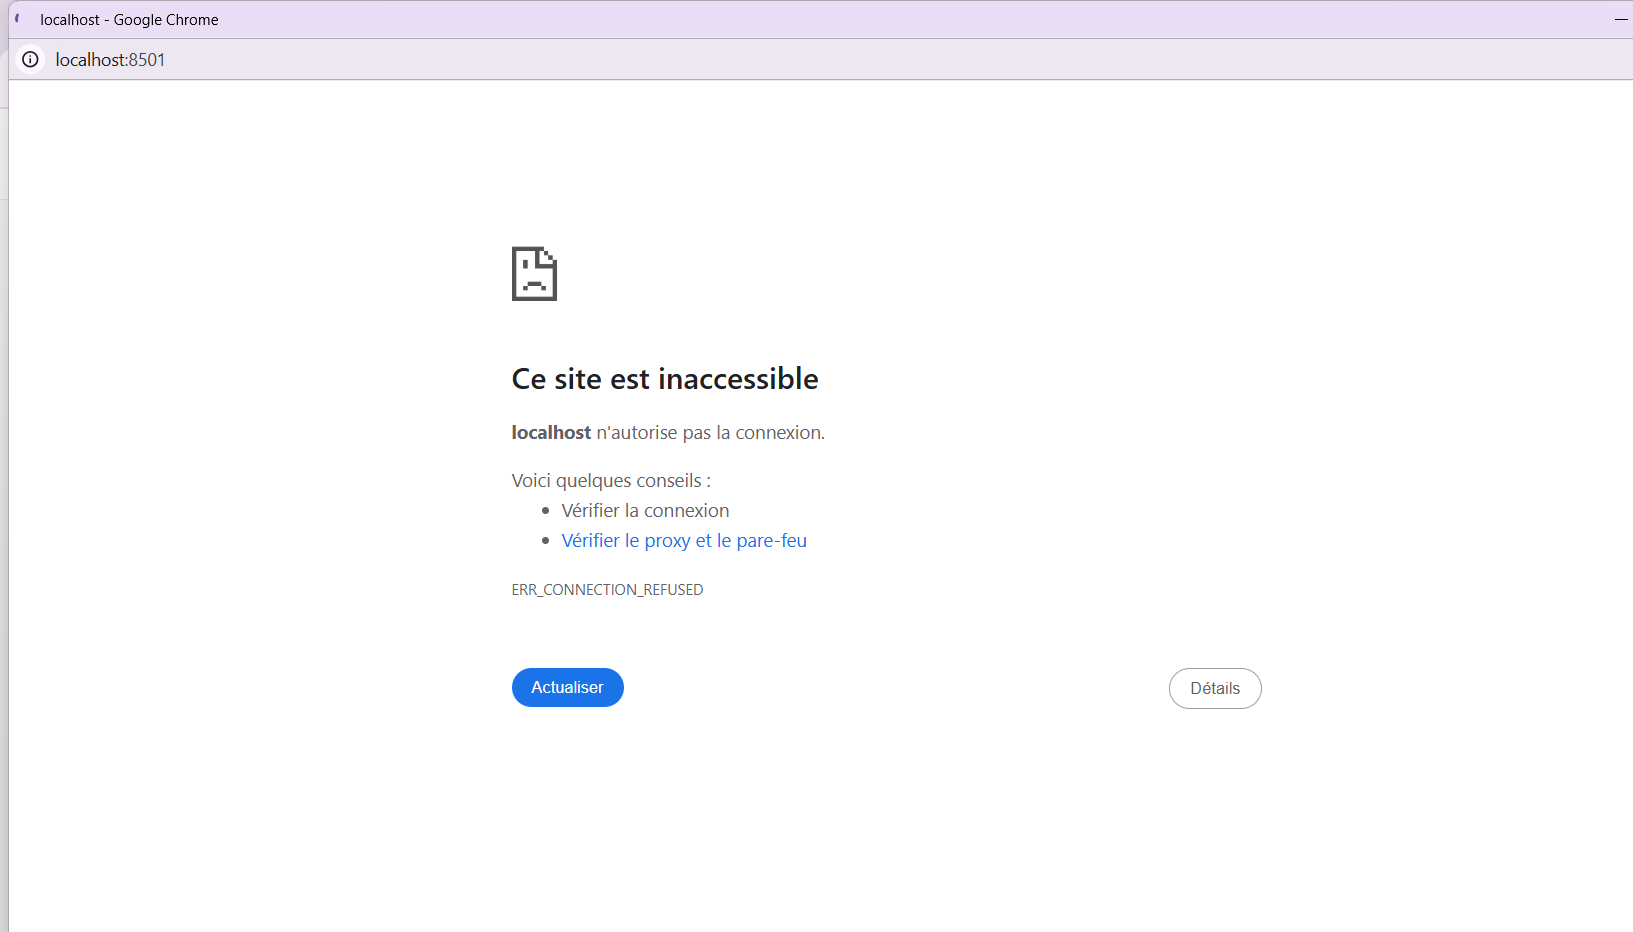 localhost - Google Chrome
localhost:8501
Ce site est inaccessible
localhost n'autorise pas la connexion.
Voici quelques conseils :
Vérifier la connexion
Vérifier le proxy et le pare-feu
ERR_CONNECTION_REFUSED
Actualiser
Détails